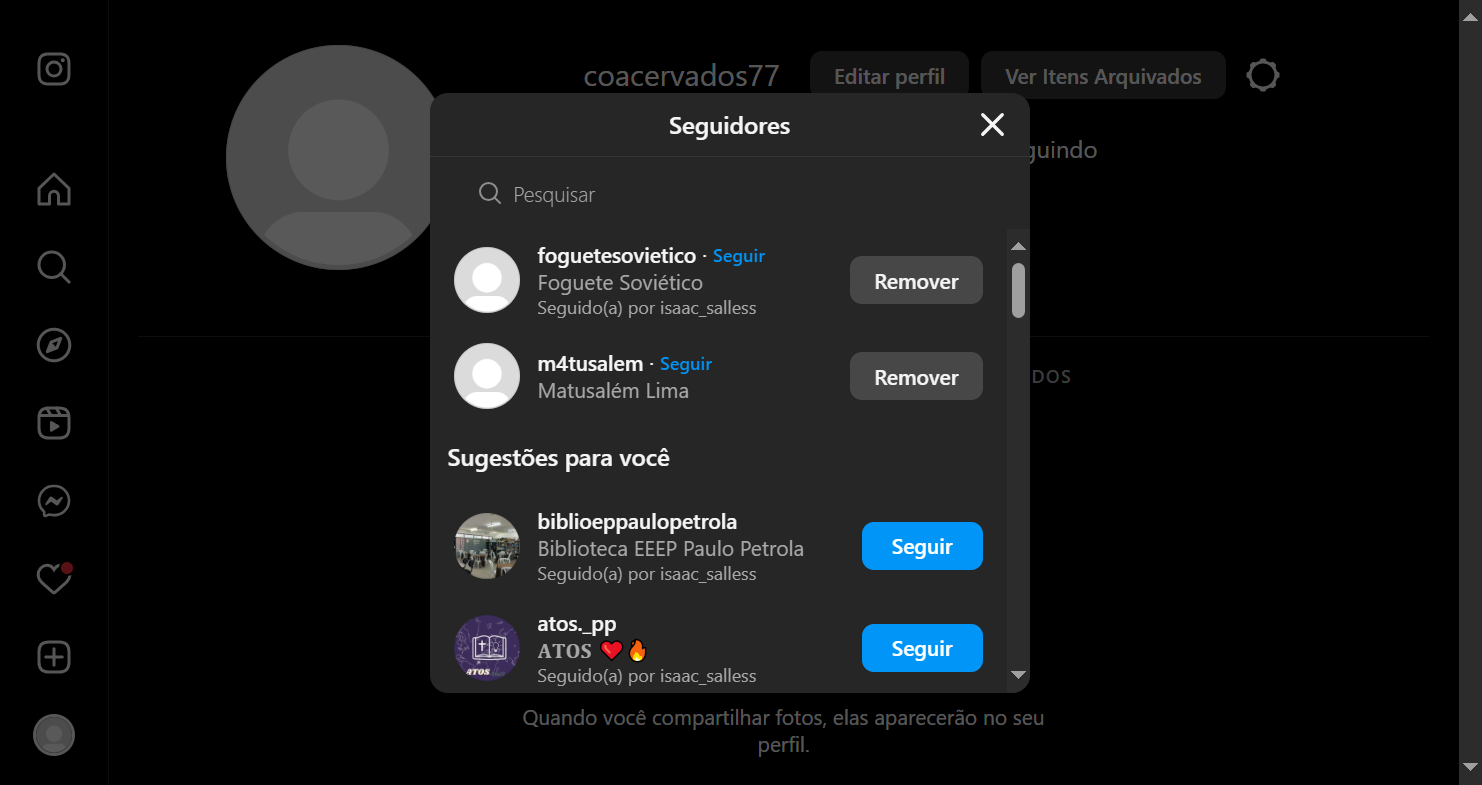 coacervados77
Editar perfil
Ver Itens Arquivados
Seguidores
guindo
Pesquisar
foguetesovietico · Seguir
Foguete Soviético
Seguido(a) por isaac_salless
Remover
m4tusalem · Seguir
Matusalém Lima
Remover
DOS
Sugestões para você
biblioeppaulopetrola
Biblioteca EEEP Paulo Petrola
Seguido(a) por isaac_salless
Seguir
atos._pp
ATOS ❤️🔥
Seguido(a) por isaac_salless
Seguir
ATOS
Quando você compartilhar fotos, elas aparecerão no seu
perfil.